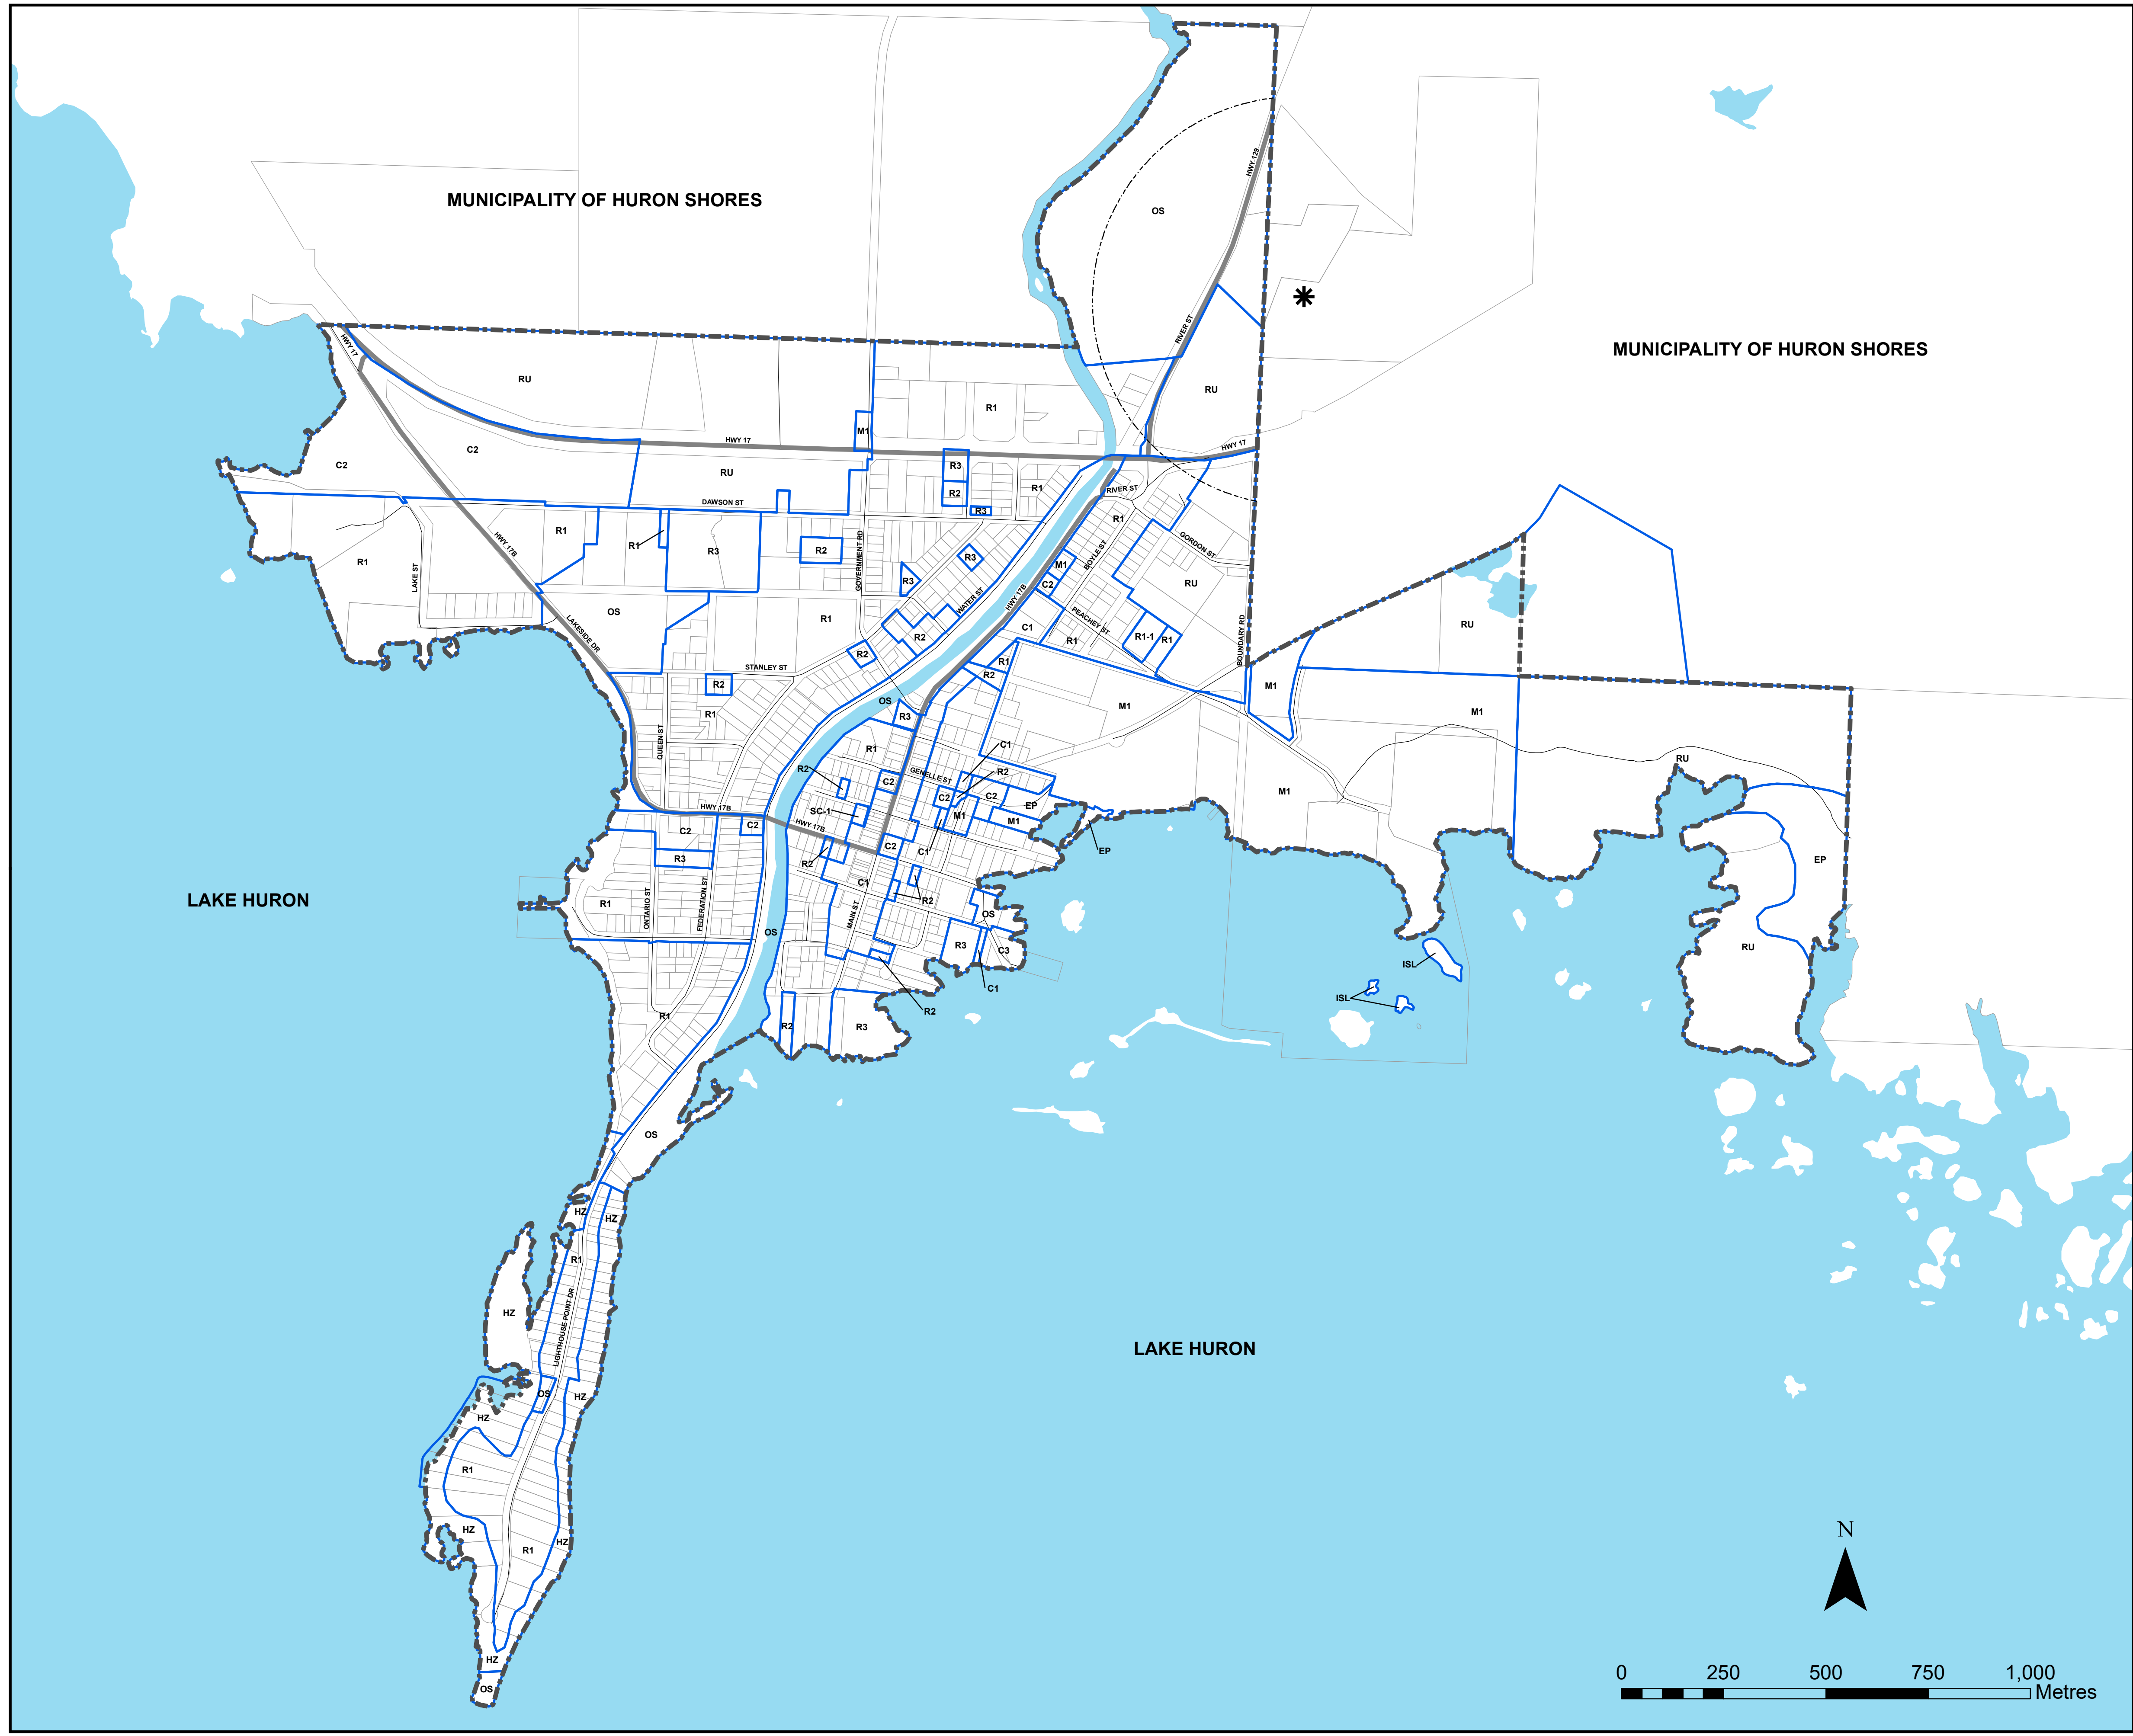 MUNICIPALITY OF HURON SHORES
HWY 129
OS
RIVER ST
MUNICIPALITY OF HURON SHORES
HWY 17
RU
RU
R1
M1
HWY 17
HWY 17
C2
C2
RU
R3
R2
R3
R1
RIVER ST
DAWSON ST
R1
R1
R3
R2
GOVERNMENT RD
R3
R3
R1
BOYLE ST
GORDON ST
M1
C2
RU
HWY 17B
R1
LAKE ST
OS
LAKESIDE DR
R1
WATER ST
HWY 17B
R2
R2
C1
PEACHEY ST
R1
R1-1
R1
BOUNDARY RD
RU
STANLEY ST
R2
R1
QUEEN ST
R1
R2
OS
R3
M1
M1
M1
R1
C1
R2
GENELLE ST
R2
C2
C2
C2
EP
M1
M1
RU
M1
SC-1
HWY 17B
HWY 17B
C2
C2
R3
R2
C2
C1
EP
EP
LAKE HURON
R1
ONTARIO ST
FEDERATION ST
C1
MAIN ST
R2
OS
OS
R3
C3
C1
RU
ISL
ISL
R2
R1
R2
R3
OS
HZ
HZ
R1
HZ
LIGHTHOUSE POINT DR
LAKE HURON
OS
HZ
HZ
R1
HZ
R1
HZ
HZ
OS
N
0 250 500 750 1,000
Metres